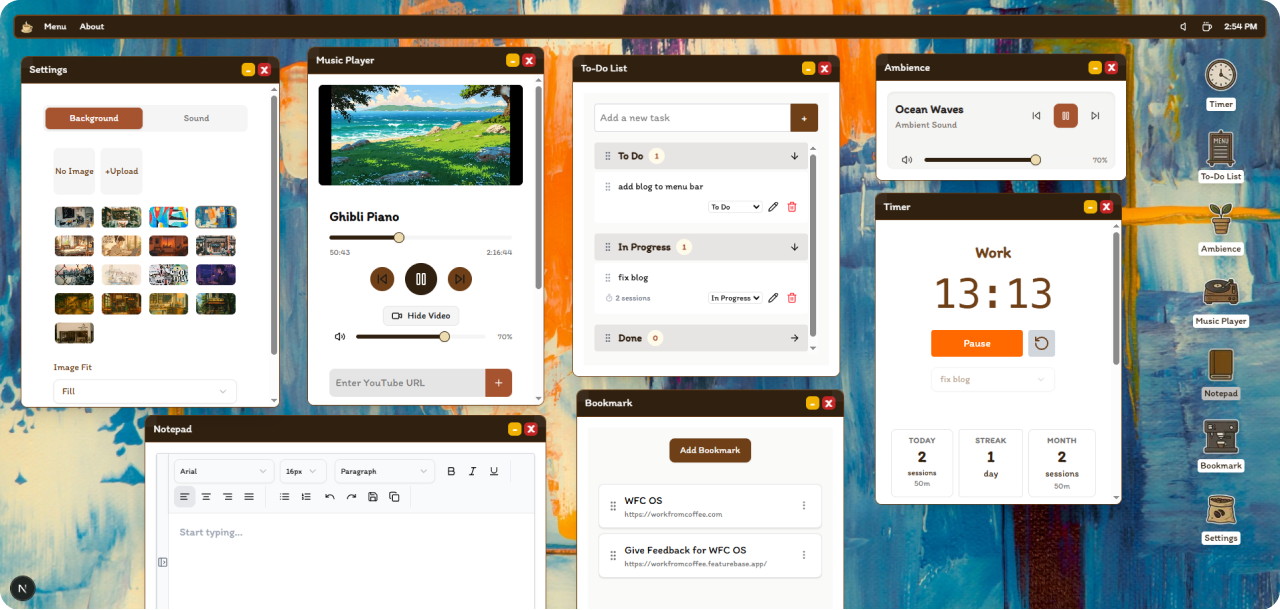 Menu About 2:54 PM
Settings
Background Sound
No Image +Upload
Image Fit
Fill
Music Player
Ghibli Piano
50:43 2:16:44
Hide Video
70%
Enter YouTube URL +
To-Do List
Add a new task +
To Do 1
add blog to menu bar
To Do
In Progress 1
fix blog
2 sessions In Progress
Done 0
Ambience
Ocean Waves
Ambient Sound
70%
Timer
Work
13:13
Pause
fix blog
TODAY STREAK MONTH
2 1 2
sessions day sessions
50m 50m
Notepad
Arial 16px Paragraph B I U
Start typing...
Bookmark
Add Bookmark
WFC OS
https://workfromcoffee.com
Give Feedback for WFC OS
https://workfromcoffee.featurebase.app/
Timer
MENU
To-Do List
Ambience
Music Player
Notepad
Bookmark
Settings
N